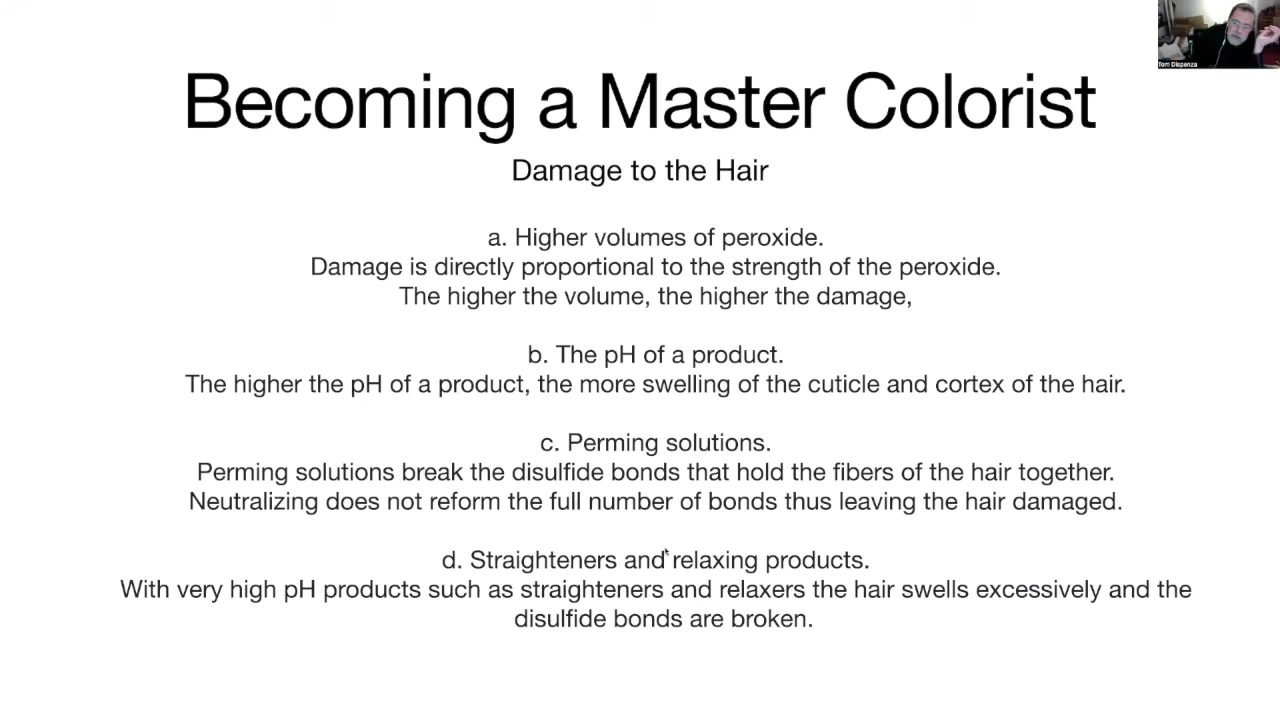 Tom Dispenza
Becoming a Master Colorist
Damage to the Hair
a. Higher volumes of peroxide.
Damage is directly proportional to the strength of the peroxide.
The higher the volume, the higher the damage,
b. The pH of a product.
The higher the pH of a product, the more swelling of the cuticle and cortex of the hair.
c. Perming solutions.
Perming solutions break the disulfide bonds that hold the fibers of the hair together.
Neutralizing does not reform the full number of bonds thus leaving the hair damaged.
d. Straighteners and relaxing products.
With very high pH products such as straighteners and relaxers the hair swells excessively and the
disulfide bonds are broken.